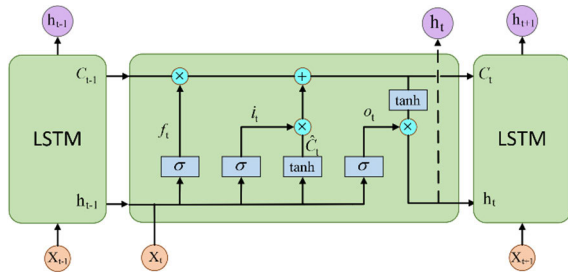 h_{t-1}
h_t
h_{t+1}
C_{t-1}
C_t
tanh
i_t
o_t
f_t
Ĉ_t
LSTM
LSTM
σ
σ
tanh
σ
h_{t-1}
h_t
X_{t-1}
X_t
X_{t-1}